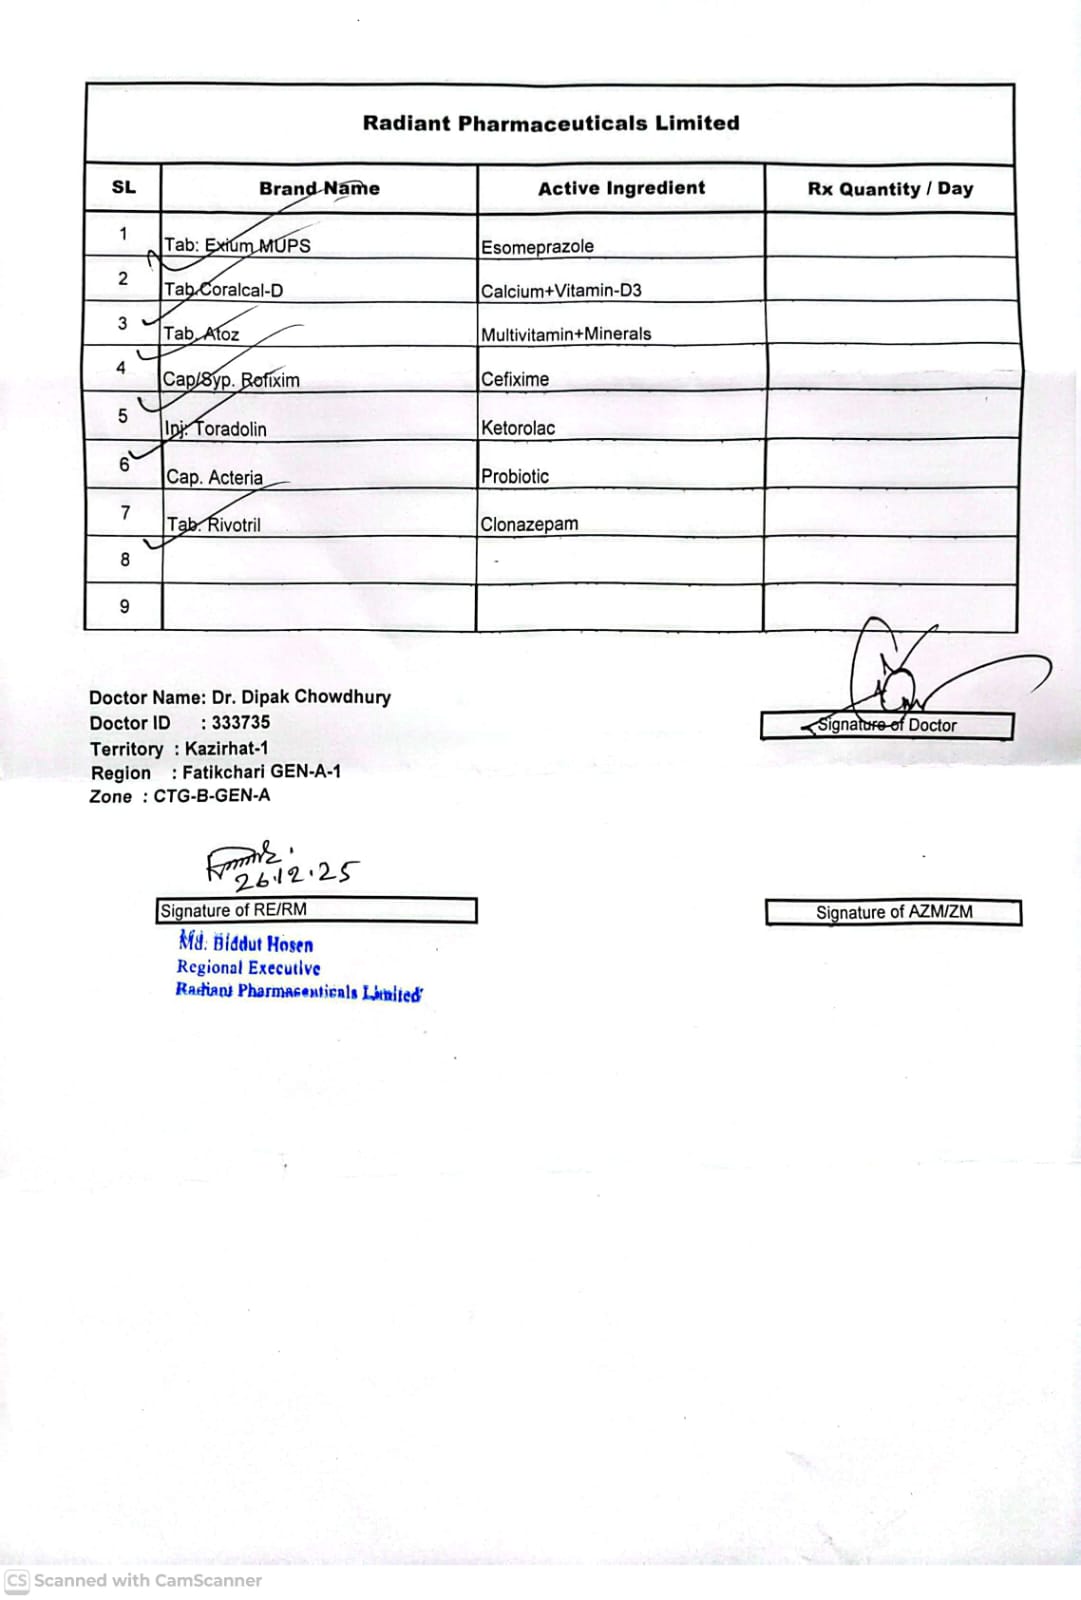 Radiant Pharmaceuticals Limited
SL Brand Name Active Ingredient Rx Quantity / Day
1 Tab: Exium MUPS Esomeprazole
2 Tab.Coralcal-D Calcium+Vitamin-D3
3 Tab. Atoz Multivitamin+Minerals
4 Cap/Syp. Rofixim Cefixime
5 Inj: Toradolin Ketorolac
6 Cap. Acteria Probiotic
7 Tab. Rivotril Clonazepam
8 -
9
Doctor Name: Dr. Dipak Chowdhury
Doctor ID : 333735
Territory : Kazirhat-1
Region : Fatikchari GEN-A-1
Zone : CTG-B-GEN-A
Signature of Doctor
26.12.25
Signature of RE/RM
Md. Biddut Hosen
Regional Executive
Radiant Pharmaceuticals Limited
Signature of AZM/ZM
CS Scanned with CamScanner